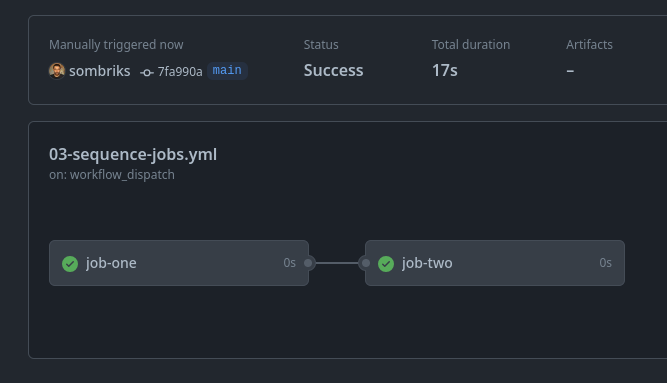 Manually triggered now
sombriks 7fa990a main
Status
Success
Total duration
17s
Artifacts
–
03-sequence-jobs.yml
on: workflow_dispatch
job-one 0s
job-two 0s